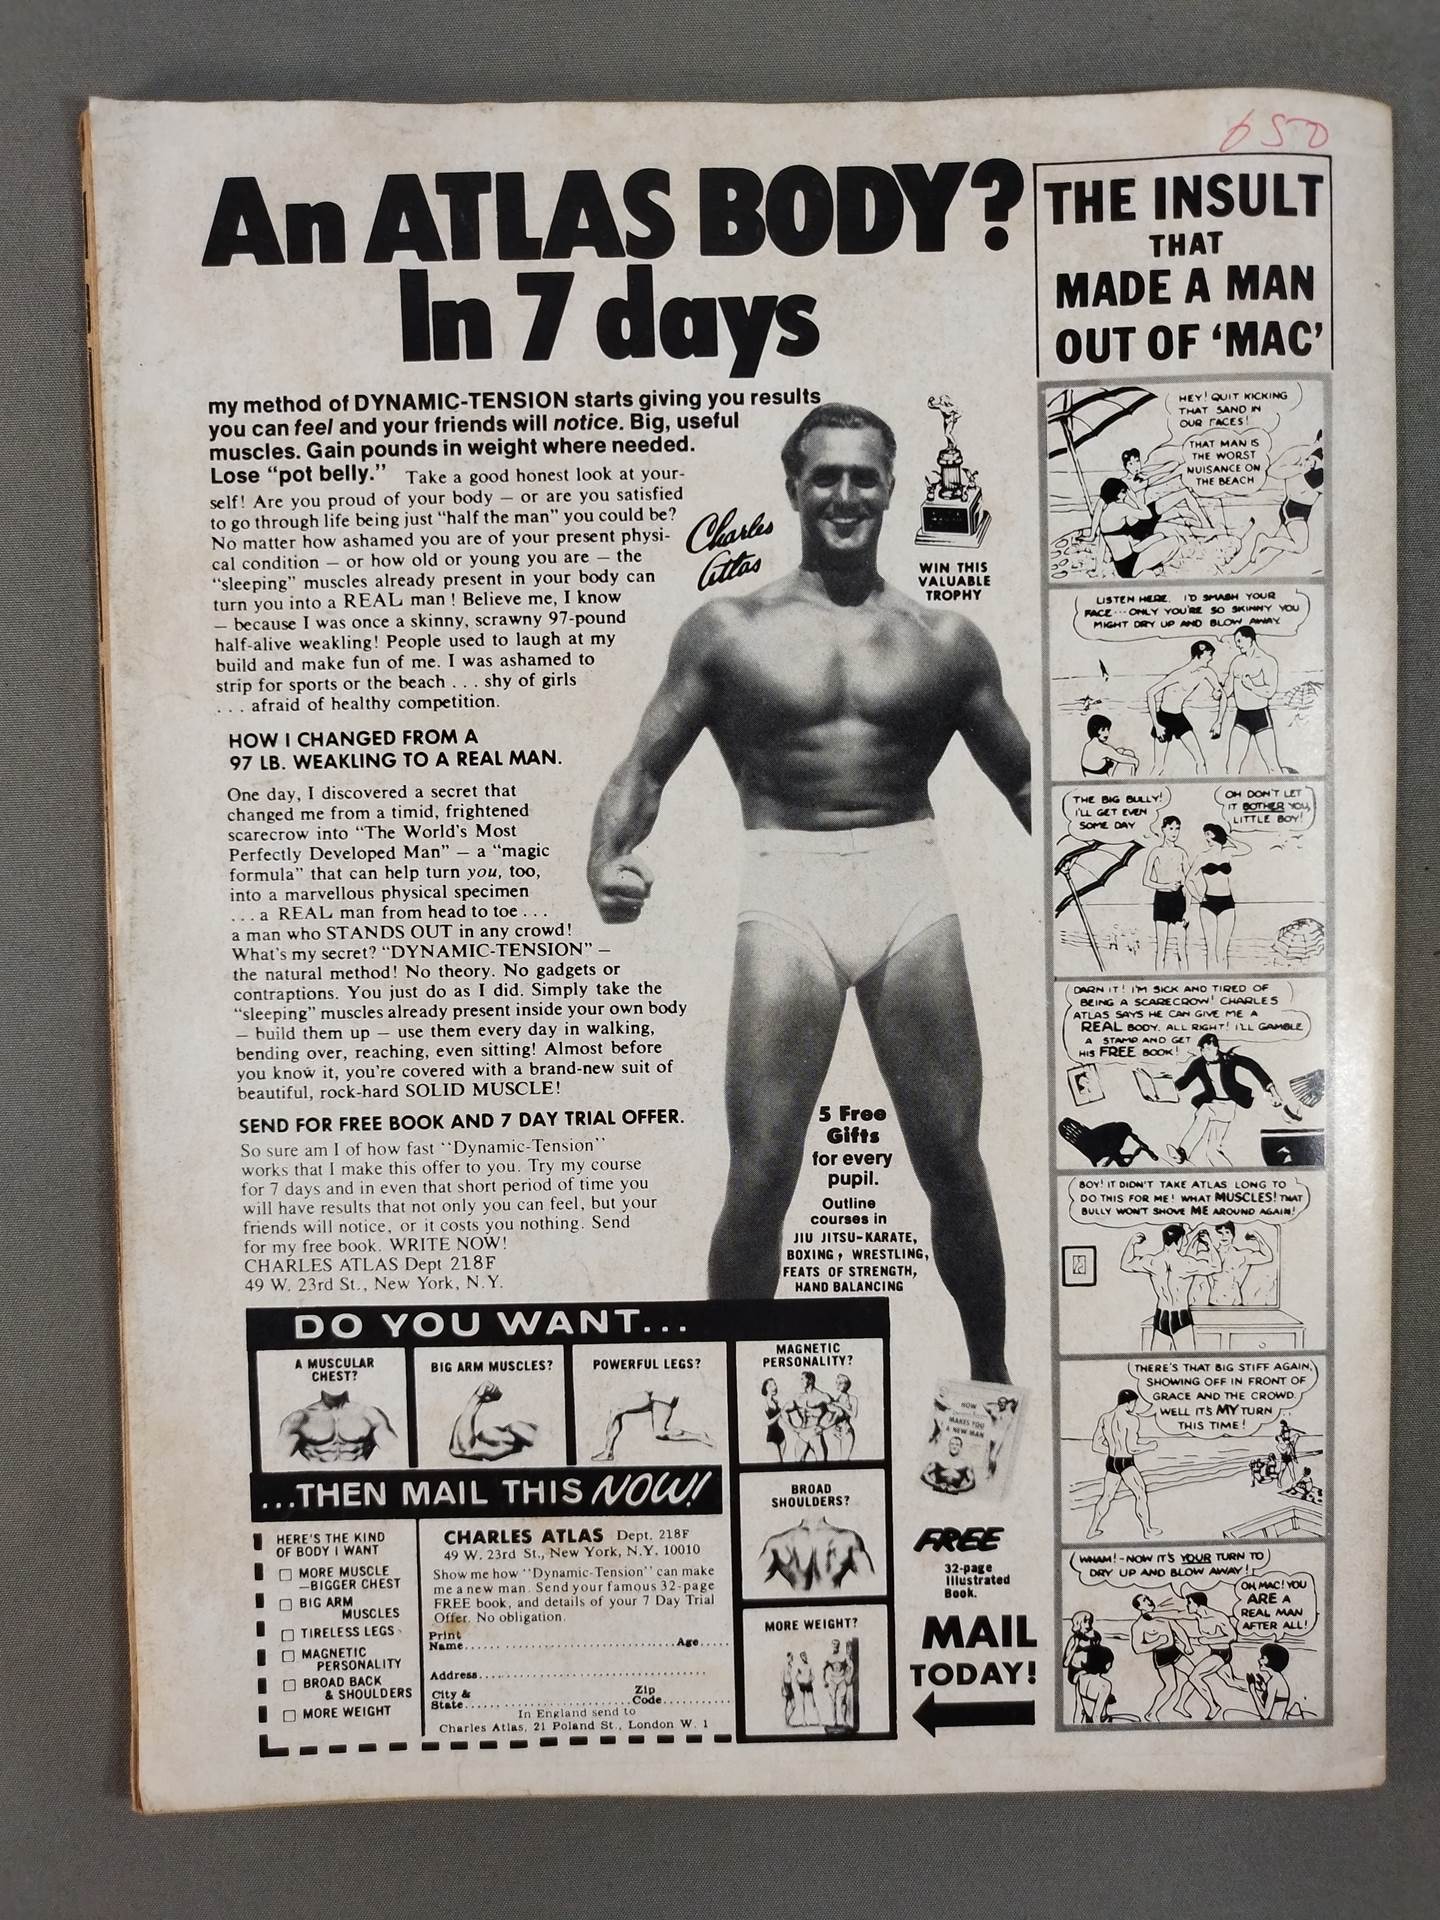 650
An ATLAS BODY?
In 7 days
my method of DYNAMIC-TENSION starts giving you results
you can feel and your friends will notice. Big, useful
muscles. Gain pounds in weight where needed.
Lose "pot belly." Take a good honest look at your-
self! Are you proud of your body — or are you satisfied
to go through life being just "half the man" you could be?
No matter how ashamed you are of your present physi-
cal condition — or how old or young you are — the
"sleeping" muscles already present in your body can
turn you into a REAL man ! Believe me, I know
— because I was once a skinny, scrawny 97-pound
half-alive weakling! People used to laugh at my
build and make fun of me. I was ashamed to
strip for sports or the beach . . . shy of girls
. . . afraid of healthy competition.
HOW I CHANGED FROM A
97 LB. WEAKLING TO A REAL MAN.
One day, I discovered a secret that
changed me from a timid, frightened
scarecrow into "The World's Most
Perfectly Developed Man" — a "magic
formula" that can help turn you, too,
into a marvellous physical specimen
. . . a REAL man from head to toe . . .
a man who STANDS OUT in any crowd!
What's my secret? "DYNAMIC-TENSION" —
the natural method! No theory. No gadgets or
contraptions. You just do as I did. Simply take the
"sleeping" muscles already present inside your own body
— build them up — use them every day in walking,
bending over, reaching, even sitting! Almost before
you know it, you're covered with a brand-new suit of
beautiful, rock-hard SOLID MUSCLE!
SEND FOR FREE BOOK AND 7 DAY TRIAL OFFER.
So sure am I of how fast ``Dynamic-Tension''
works that I make this offer to you. Try my course
for 7 days and in even that short period of time you
will have results that not only you can feel, but your
friends will notice, or it costs you nothing. Send
for my free book. WRITE NOW!
CHARLES ATLAS Dept 218F
49 W. 23rd St., New York, N.Y.
Charles
Atlas
WIN THIS
VALUABLE
TROPHY
5 Free
Gifts
for every
pupil.
Outline
courses in
JIU JITSU-KARATE,
BOXING, WRESTLING,
FEATS OF STRENGTH,
HAND BALANCING
DO YOU WANT...
A MUSCULAR
CHEST?
BIG ARM MUSCLES?
POWERFUL LEGS?
MAGNETIC
PERSONALITY?
BROAD
SHOULDERS?
MORE WEIGHT?
...THEN MAIL THIS NOW!
HERE'S THE KIND
OF BODY I WANT
MORE MUSCLE
—BIGGER CHEST
BIG ARM
MUSCLES
TIRELESS LEGS
MAGNETIC
PERSONALITY
BROAD BACK
& SHOULDERS
MORE WEIGHT
CHARLES ATLAS Dept. 218F
49 W. 23rd St., New York, N.Y. 10010
Show me how ``Dynamic-Tension'' can make
me a new man. Send your famous 32-page
FREE book, and details of your 7 Day Trial
Offer. No obligation.
Print
Name.................................Age.....
Address....................................
City & Zip
State.........................Code..........
In England send to
Charles Atlas, 21 Poland St., London W. 1
HOW
MAKES YOU
A NEW MAN
FREE
32-page
Illustrated
Book.
MAIL
TODAY!
THE INSULT
THAT
MADE A MAN
OUT OF 'MAC'
HEY! QUIT KICKING
THAT SAND IN
OUR FACES!
THAT MAN IS
THE WORST
NUISANCE ON
THE BEACH
LISTEN HERE. I'D SMASH YOUR
FACE---ONLY YOU'RE SO SKINNY YOU
MIGHT DRY UP AND BLOW AWAY.
THE BIG BULLY!
I'LL GET EVEN
SOME DAY
OH DON'T LET
IT BOTHER YOU,
LITTLE BOY!
DARN IT! I'M SICK AND TIRED OF
BEING A SCARECROW! CHARLES
ATLAS SAYS HE CAN GIVE ME A
REAL BODY. ALL RIGHT! I'LL GAMBLE
A STAMP AND GET
HIS FREE BOOK!
BOY! IT DIDN'T TAKE ATLAS LONG TO
DO THIS FOR ME! WHAT MUSCLES! THAT
BULLY WON'T SHOVE ME AROUND AGAIN!
THERE'S THAT BIG STIFF AGAIN,
SHOWING OFF IN FRONT OF
GRACE AND THE CROWD.
WELL IT'S MY TURN
THIS TIME!
WHAM!-NOW IT'S YOUR TURN TO
DRY UP AND BLOW AWAY!
OH, MAC! YOU
ARE A
REAL MAN
AFTER ALL!